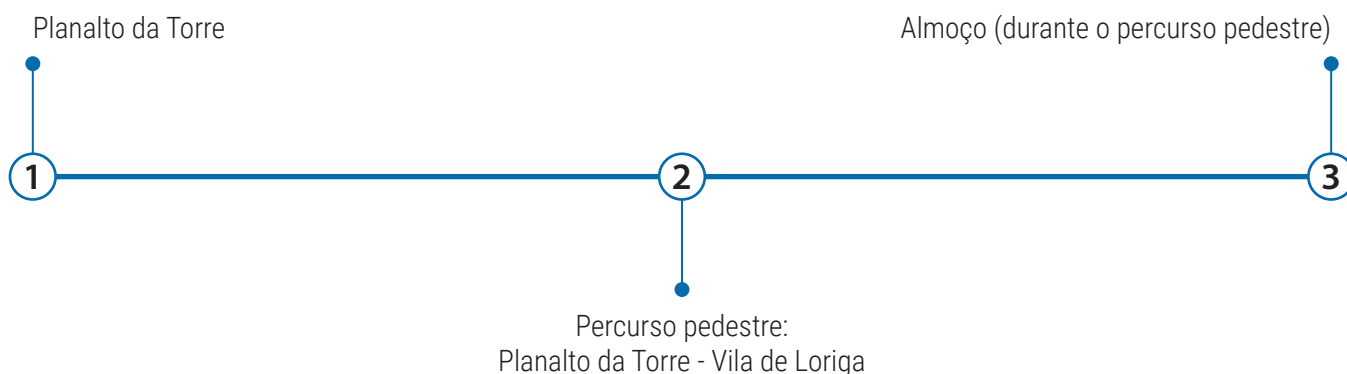 Planalto da Torre
Almoço (durante o percurso pedestre)
1
2
3
Percurso pedestre:
Planalto da Torre - Vila de Loriga